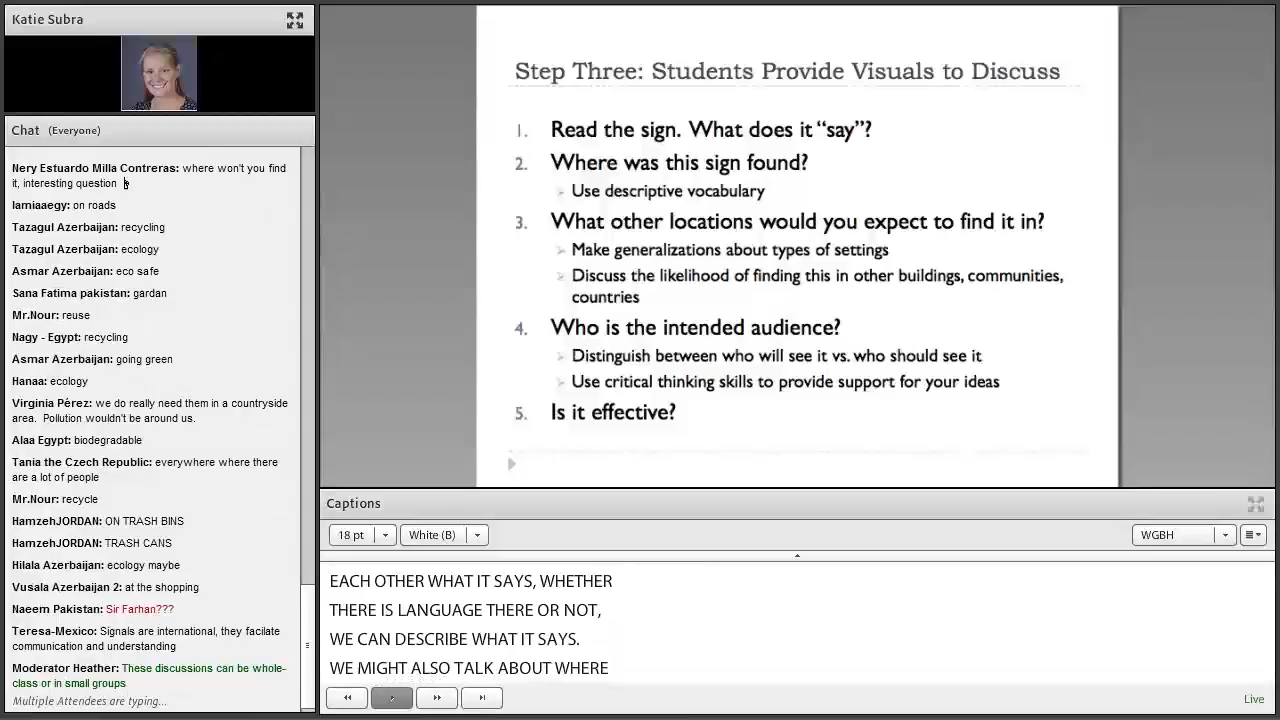 Katie Subra
Chat (Everyone)
Nery Estuardo Milla Contreras: where won't you find
it, interesting question
lamiaaegy: on roads
Tazagul Azerbaijan: recycling
Tazagul Azerbaijan: ecology
Asmar Azerbaijan: eco safe
Sana Fatima pakistan: gardan
Mr.Nour: reuse
Nagy - Egypt: recycling
Asmar Azerbaijan: going green
Hanaa: ecology
Virginia Pérez: we do really need them in a countryside
area. Pollution wouldn't be around us.
Alaa Egypt: biodegradable
Tania the Czech Republic: everywhere where there
are a lot of people
Mr.Nour: recycle
HamzehJORDAN: ON TRASH BINS
HamzehJORDAN: TRASH CANS
Hilala Azerbaijan: ecology maybe
Vusala Azerbaijan 2: at the shopping
Naeem Pakistan: Sir Farhan???
Teresa-Mexico: Sígnals are international, they facilate
communication and understanding
Moderator Heather: These discussions can be whole-
class or in small groups
Multiple Attendees are typing...
Step Three: Students Provide Visuals to Discuss
1. Read the sign. What does it “say”?
2. Where was this sign found?
Use descriptive vocabulary
3. What other locations would you expect to find it in?
Make generalizations about types of settings
Discuss the likelihood of finding this in other buildings, communities,
countries
4. Who is the intended audience?
Distinguish between who will see it vs. who should see it
Use critical thinking skills to provide support for your ideas
5. Is it effective?
Captions
18 pt White (B) WGBH
EACH OTHER WHAT IT SAYS, WHETHER
THERE IS LANGUAGE THERE OR NOT,
WE CAN DESCRIBE WHAT IT SAYS.
WE MIGHT ALSO TALK ABOUT WHERE
Live